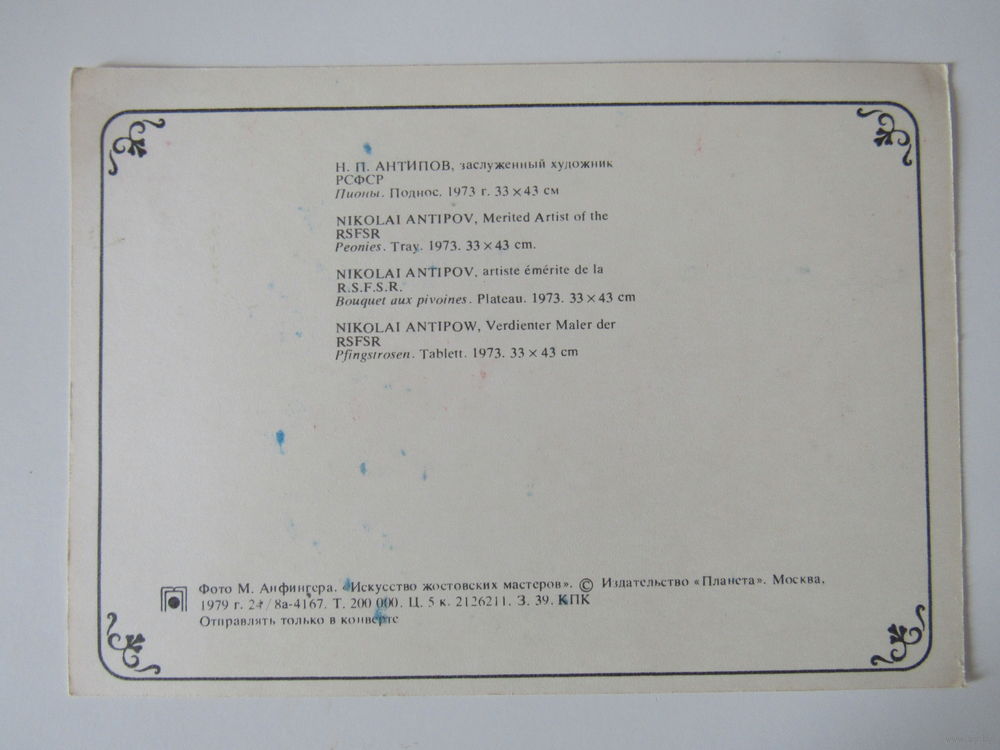 Н. П. АНТИПОВ, заслуженный художник
РСФСР
Пионы. Поднос. 1973 г. 33×43 см
NIKOLAI ANTIPOV, Merited Artist of the
RSFSR
Peonies. Tray. 1973. 33×43 cm.
NIKOLAI ANTIPOV, artiste émérite de la
R.S.F.S.R.
Bouquet aux pivoines. Plateau. 1973. 33×43 cm
NIKOLAI ANTIPOW, Verdienter Maler der
RSFSR
Pfingstrosen. Tablett. 1973. 33×43 cm
Фото М. Анфингера. «Искусство жостовских мастеров». © Издательство «Планета». Москва,
1979 г. 24/8а-4167. Т. 200 000. Ц. 5 к. 2126211. З. 39. КПК
Отправлять только в конверте